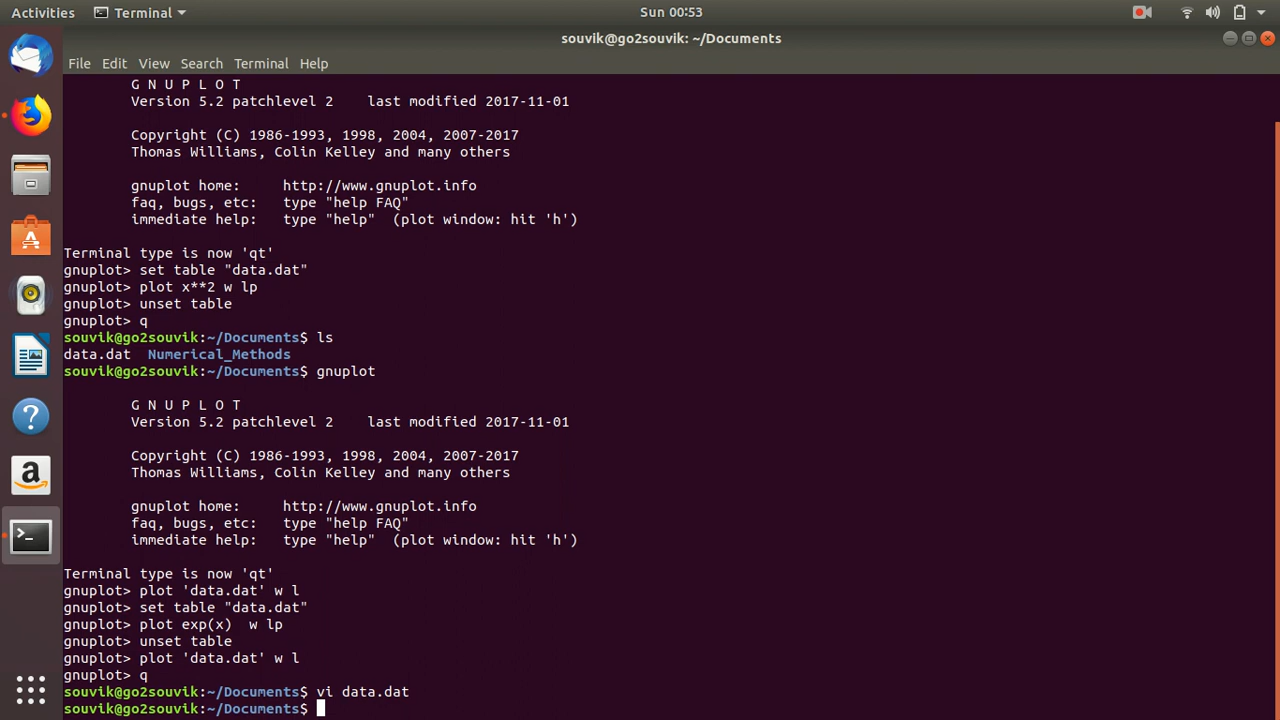 Activities Terminal Sun 00:53
souvik@go2souvik: ~/Documents
File Edit View Search Terminal Help
G N U P L O T
Version 5.2 patchlevel 2 last modified 2017-11-01
Copyright (C) 1986-1993, 1998, 2004, 2007-2017
Thomas Williams, Colin Kelley and many others
gnuplot home: http://www.gnuplot.info
faq, bugs, etc: type "help FAQ"
immediate help: type "help" (plot window: hit 'h')
Terminal type is now 'qt'
gnuplot> set table "data.dat"
gnuplot> plot x**2 w lp
gnuplot> unset table
gnuplot> q
souvik@go2souvik:~/Documents$ ls
data.dat Numerical_Methods
souvik@go2souvik:~/Documents$ gnuplot
G N U P L O T
Version 5.2 patchlevel 2 last modified 2017-11-01
Copyright (C) 1986-1993, 1998, 2004, 2007-2017
Thomas Williams, Colin Kelley and many others
gnuplot home: http://www.gnuplot.info
faq, bugs, etc: type "help FAQ"
immediate help: type "help" (plot window: hit 'h')
Terminal type is now 'qt'
gnuplot> plot 'data.dat' w l
gnuplot> set table "data.dat"
gnuplot> plot exp(x)  w lp
gnuplot> unset table
gnuplot> plot 'data.dat' w l
gnuplot> q
souvik@go2souvik:~/Documents$ vi data.dat
souvik@go2souvik:~/Documents$